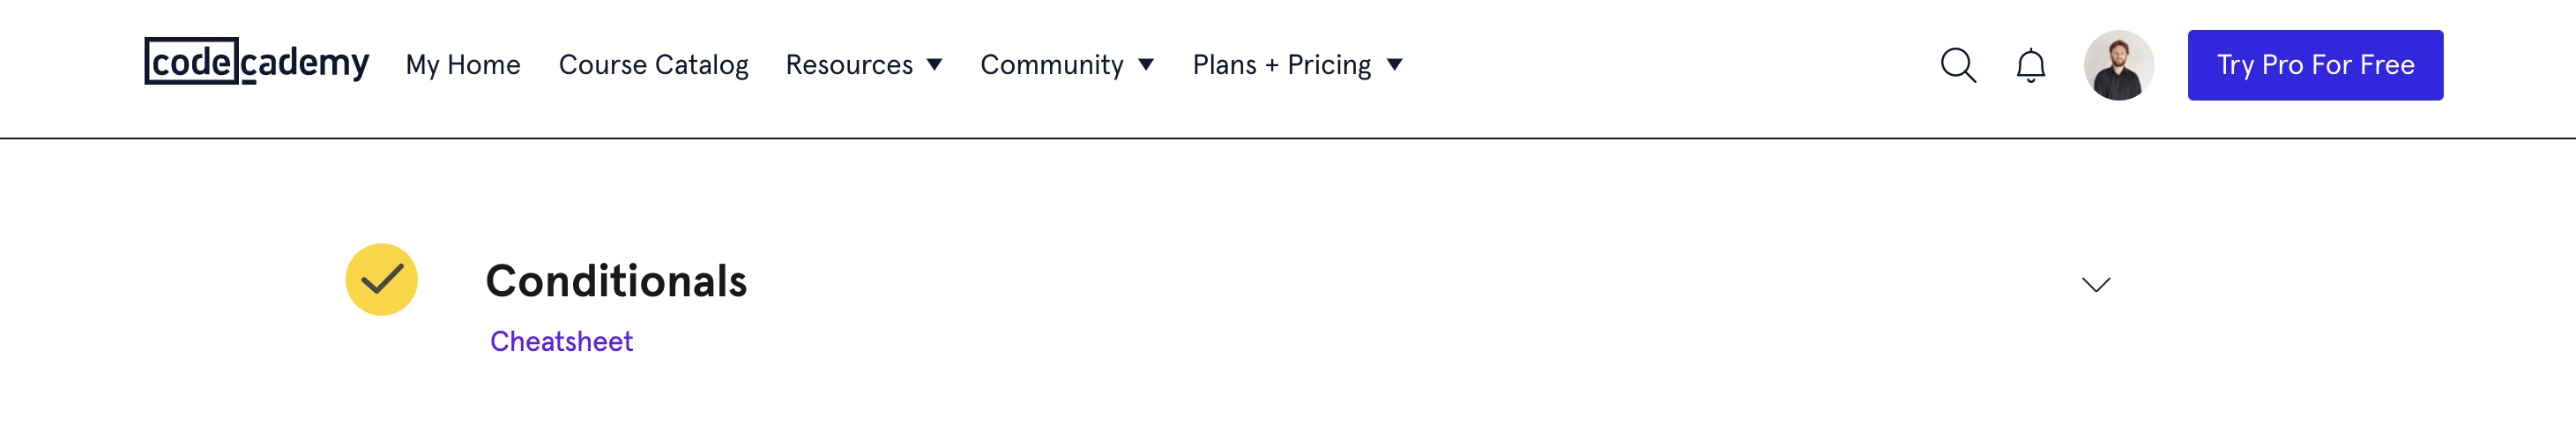 codecademy My Home Course Catalog Resources Community Plans + Pricing Try Pro For Free
Conditionals
Cheatsheet